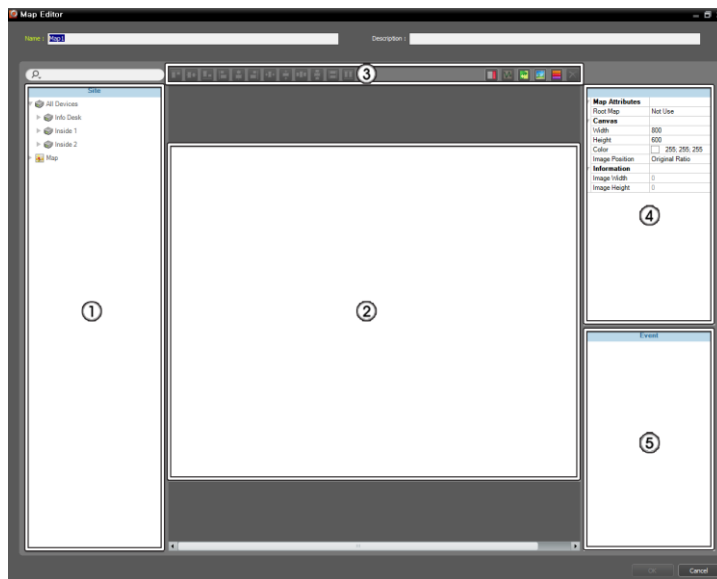 Map Editor
Name : Map1
Description :
③
Site
All Devices
Info Desk
Inside 1
Inside 2
Map
①
②
Map Attributes
Root Map Not Use
Canvas
Width 800
Height 600
Color 255; 255; 255
Image Position Original Ratio
Information
Image Width 0
Image Height 0
④
Event
⑤
OK Cancel